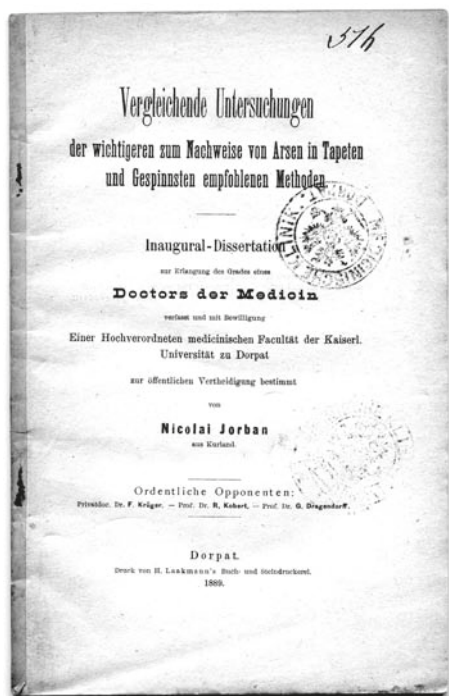 Vergleichende Untersuchungen
der wichtigeren zum Nachweise von Arsen in Tapeten
und Gespinnsten empfohlenen Methoden
Inaugural-Dissertation
zur Erlangung des Grades eines
Doctors der Medicin
verfasst und mit Bewilligung
Einer Hochverordneten medicinischen Facultät der Kaiserl.
Universität zu Dorpat
zur öffentlichen Vertheidigung bestimmt
von
Nicolai Jorban
aus Kurland.
Ordentliche Opponenten:
Privatdoc. Dr. F. Krüger. — Prof. Dr. R. Kobert. — Prof. Dr. G. Dragendorff.
Dorpat.
Druck von H. Laakmann's Buch- und Steindruckerei.
1889.